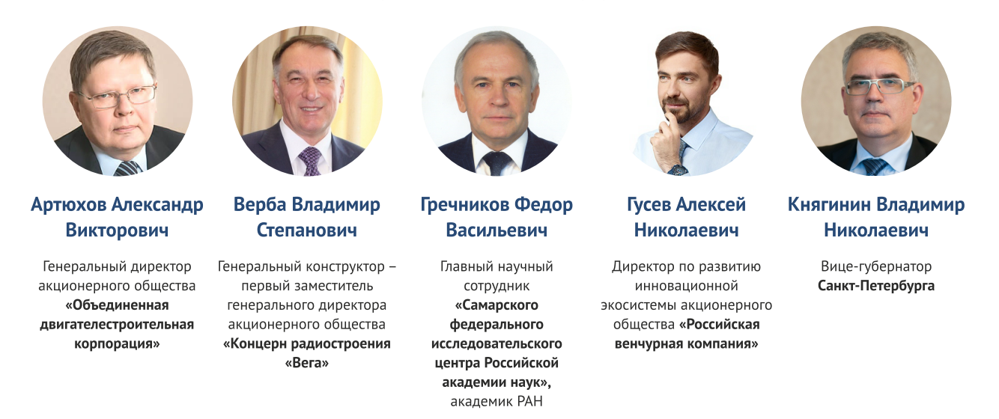 Артюхов Александр
Викторович
Генеральный директор
акционерного общества
«Объединенная
двигателестроительная
корпорация»
Верба Владимир
Степанович
Генеральный конструктор –
первый заместитель
генерального директора
акционерного общества
«Концерн радиостроения
«Вега»
Гречников Федор
Васильевич
Главный научный
сотрудник
«Самарского
федерального
исследовательского
центра Российской
академии наук»,
академик РАН
Гусев Алексей
Николаевич
Директор по развитию
инновационной
экосистемы акционерного
общества «Российская
венчурная компания»
Княгинин Владимир
Николаевич
Вице-губернатор
Санкт-Петербурга